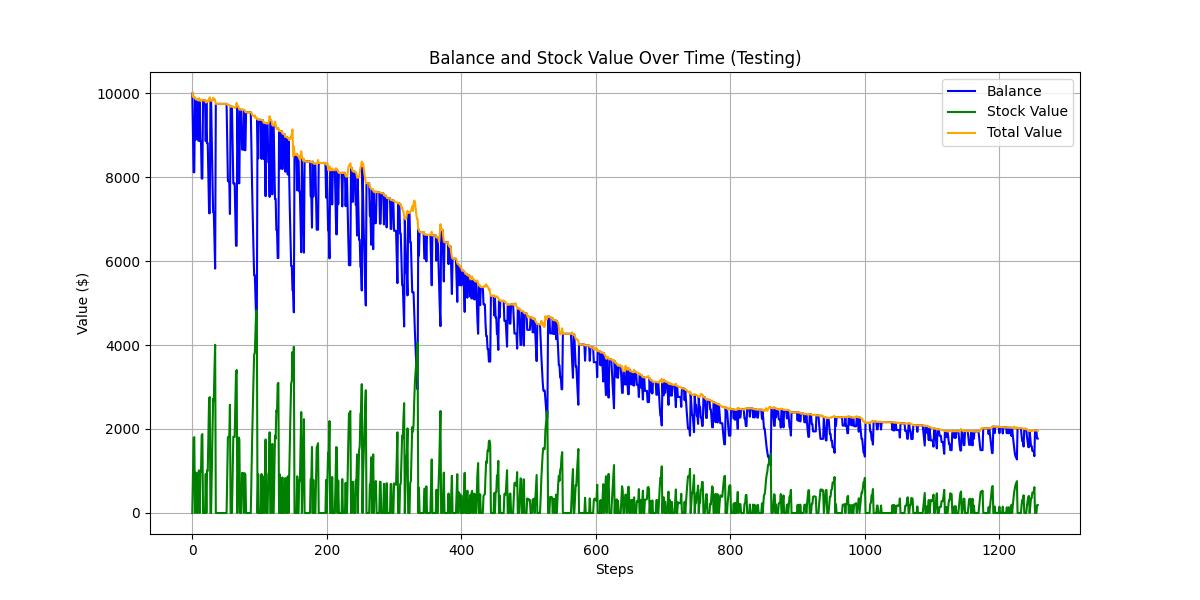 Balance and Stock Value Over Time (Testing)
Balance
Stock Value
Total Value
Value ($)
10000
8000
6000
4000
2000
0
0 200 400 600 800 1000 1200
Steps